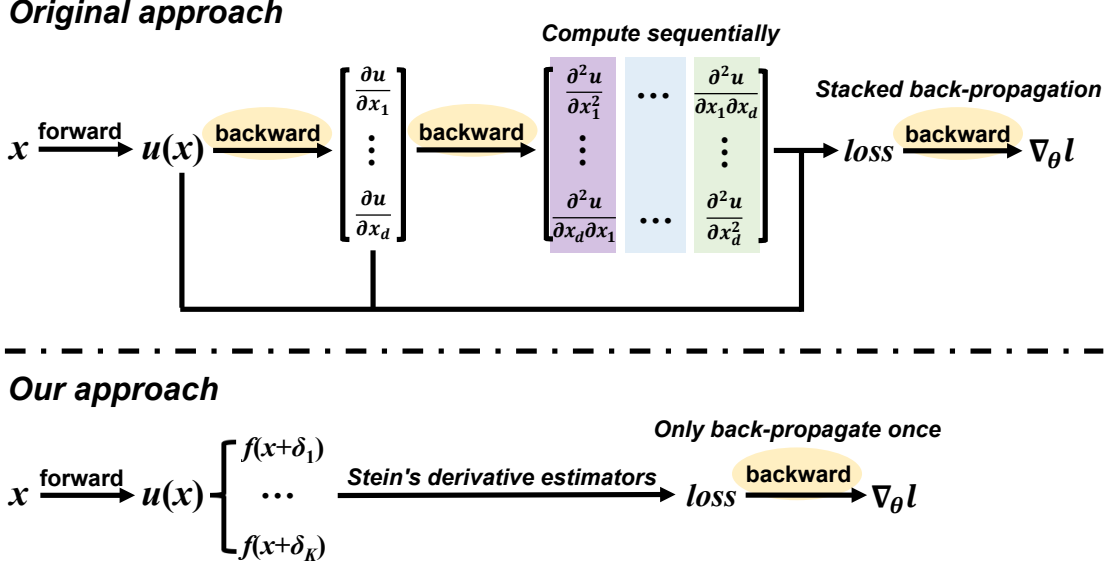 Original approach
Compute sequentially
x forward u(x) backward [∂u/∂x₁ ⋮ ∂u/∂x_d] backward [∂²u/∂x₁² ⋯ ∂²u/∂x₁∂x_d ⋮ ⋮ ∂²u/∂x_d∂x₁ ⋯ ∂²u/∂x_d²] loss backward ∇_θ l
Stacked back-propagation
Our approach
Only back-propagate once
x forward u(x) { f(x+δ₁) ⋯ f(x+δ_K) Stein's derivative estimators loss backward ∇_θ l